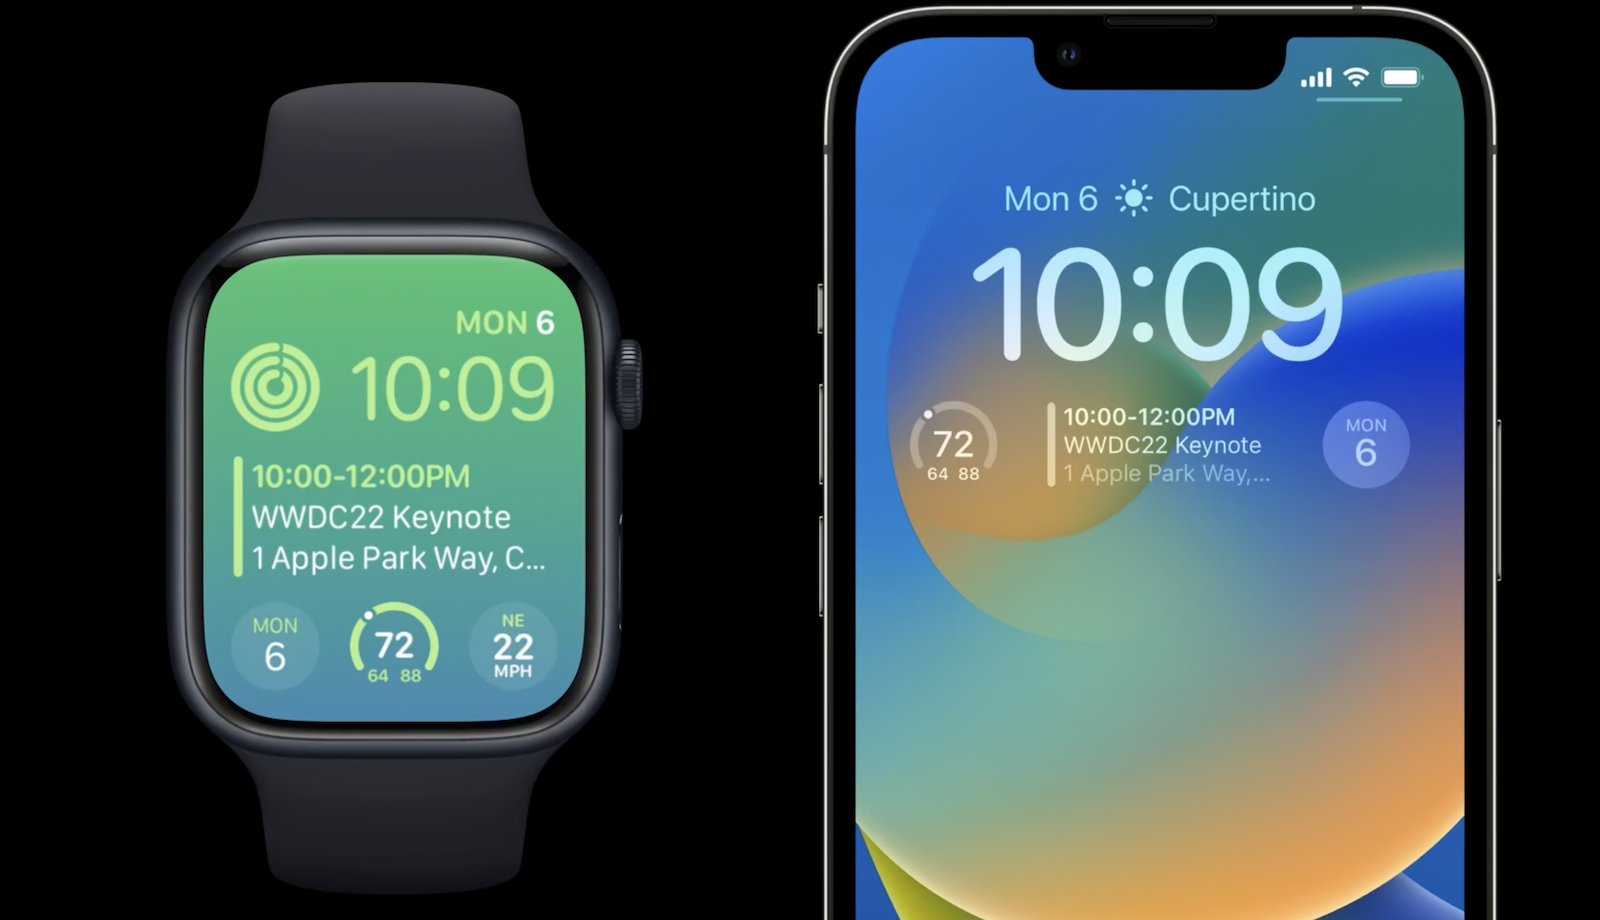 MON 6
10:09
10:00-12:00PM
WWDC22 Keynote
1 Apple Park Way, C...
MON
6
72
64 88
NE
22
MPH
Mon 6 Cupertino
10:09
72
64 88
10:00-12:00PM
WWDC22 Keynote
1 Apple Park Way,...
MON
6